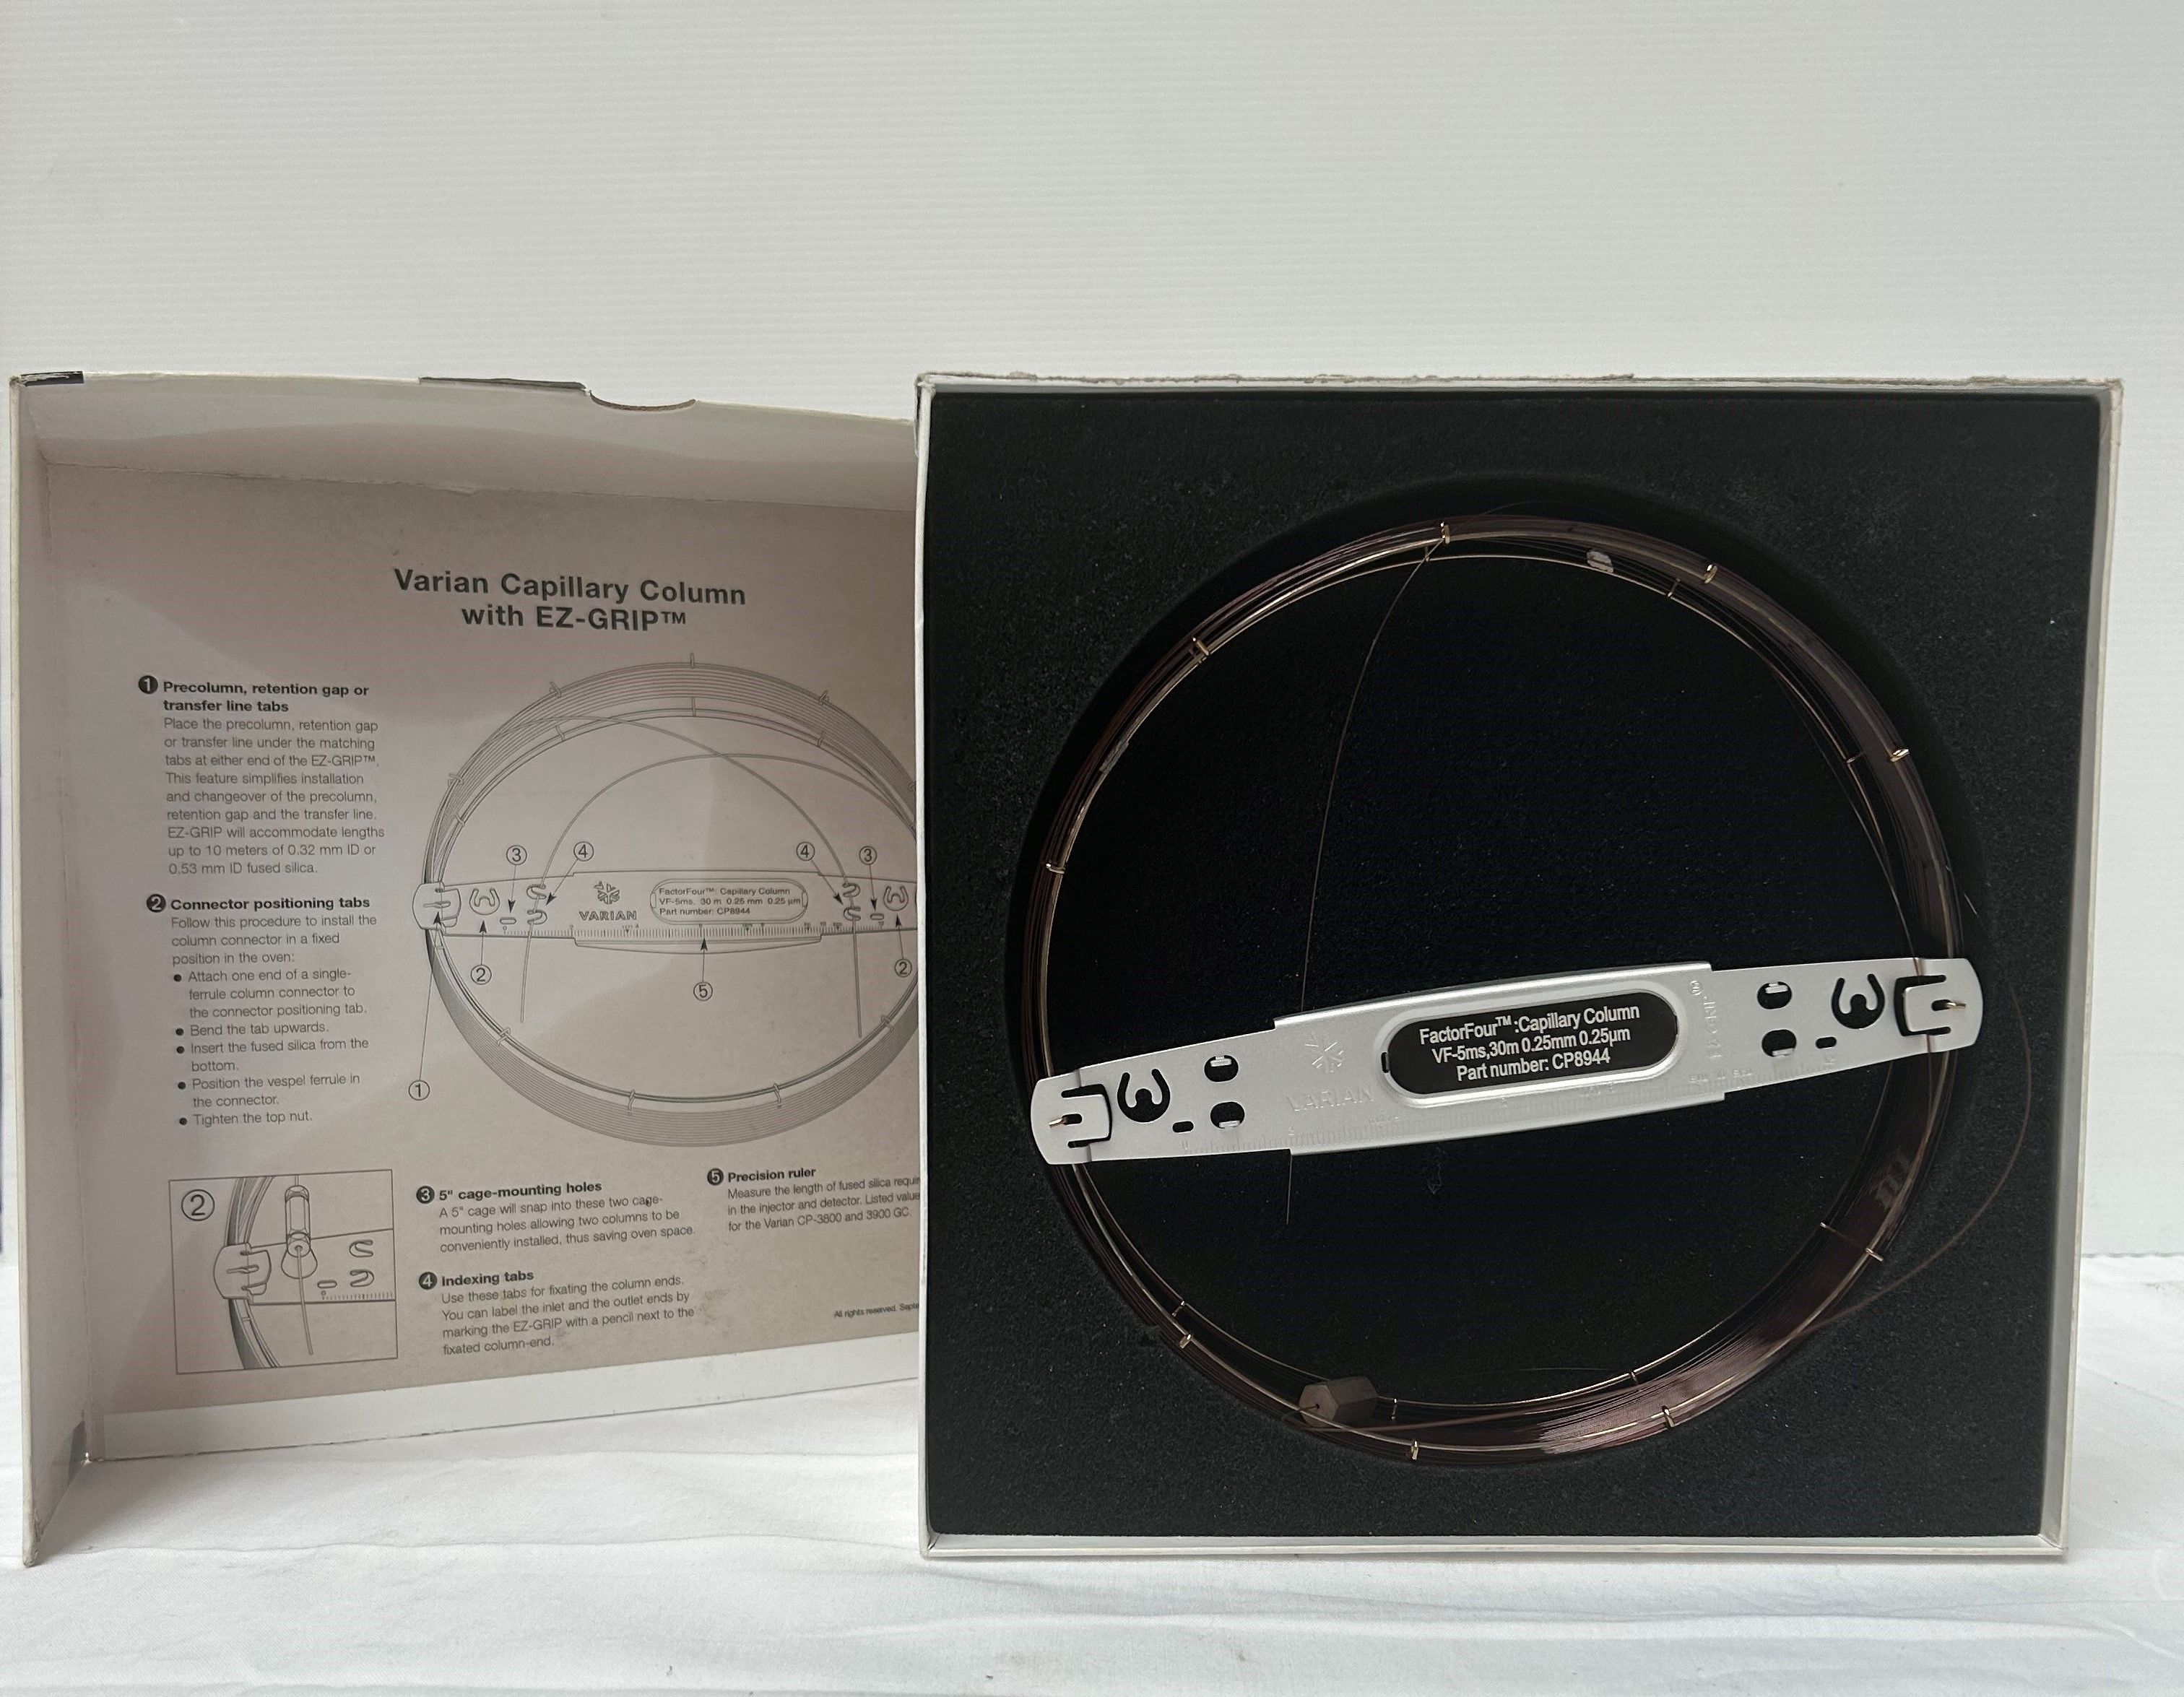 Varian Capillary Column
with EZ-GRIP™
1 Precolumn, retention gap or
transfer line tabs
Place the precolumn, retention gap
or transfer line under the matching
tabs at either end of the EZ-GRIP™.
This feature simplifies installation
and changeover of the precolumn,
retention gap and the transfer line.
EZ-GRIP will accommodate lengths
up to 10 meters of 0.32 mm ID or
0.53 mm ID fused silica.
2 Connector positioning tabs
Follow this procedure to install the
column connector in a fixed
position in the oven:
● Attach one end of a single-
ferrule column connector to
the connector positioning tab.
● Bend the tab upwards.
● Insert the fused silica from the
bottom.
● Position the vespel ferrule in
the connector.
● Tighten the top nut.
3 4 4 3
VARIAN
FactorFour™: Capillary Column
VF-5ms, 30 m 0.25 mm 0.25 µm
Part number: CP8944
2 5 2
1
2
3 5" cage-mounting holes
A 5" cage will snap into these two cage-
mounting holes allowing two columns to be
conveniently installed, thus saving oven space.
4 Indexing tabs
Use these tabs for fixating the column ends.
You can label the inlet and the outlet ends by
marking the EZ-GRIP with a pencil next to the
fixated column-end.
5 Precision ruler
Measure the length of fused silica
in the injector and detector. Listed
for the Varian CP-3800 and 3900 GC.
All rights reserved.
VARIAN
FactorFour™:Capillary Column
VF-5ms,30m 0.25mm 0.25µm
Part number: CP8944